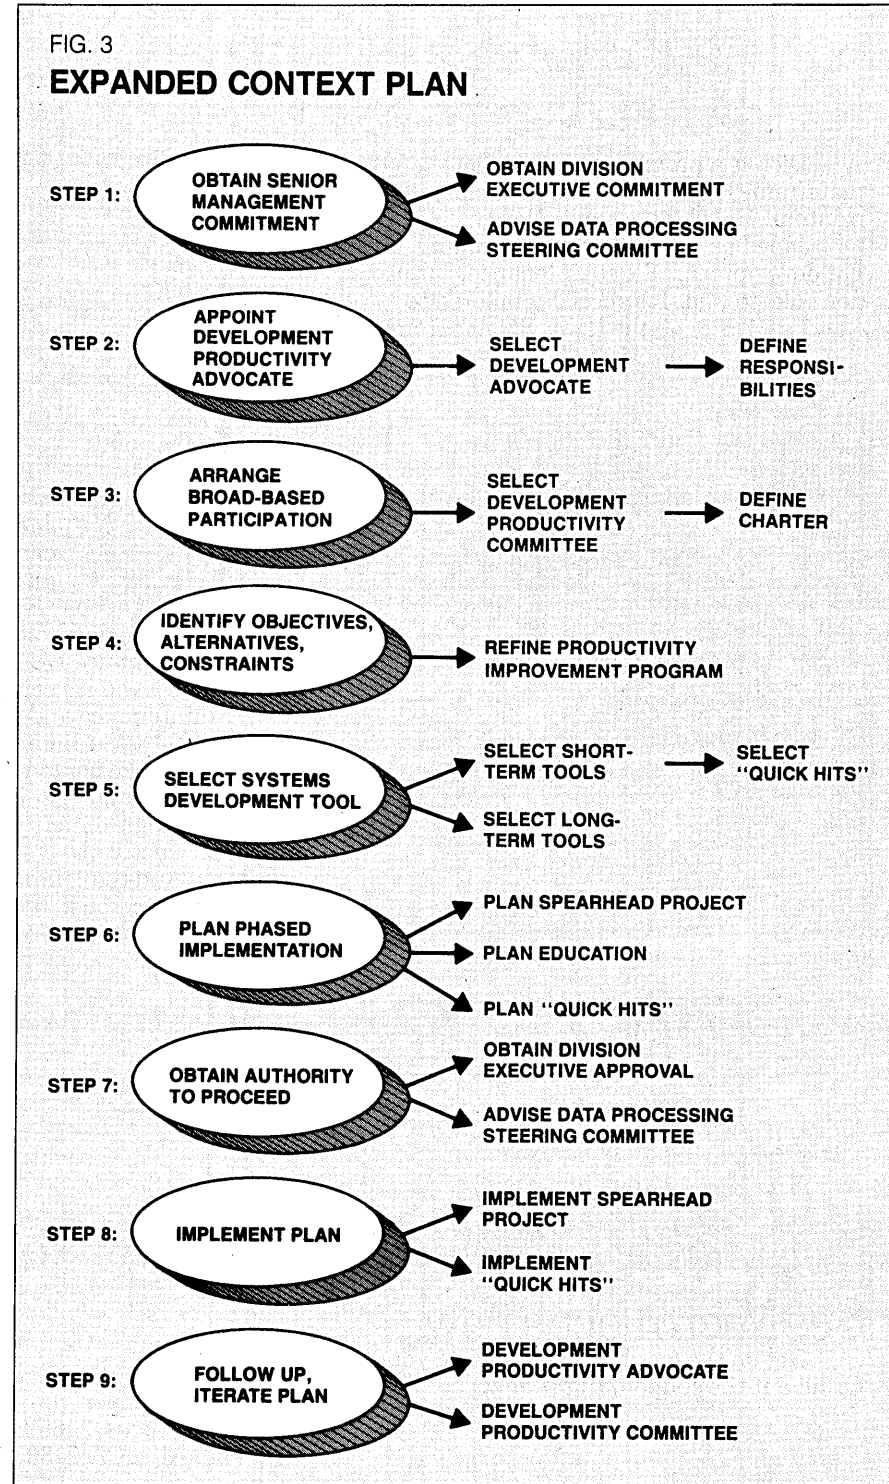 FIG. 3
EXPANDED CONTEXT PLAN
STEP 1:
OBTAIN SENIOR
MANAGEMENT
COMMITMENT
OBTAIN DIVISION
EXECUTIVE COMMITMENT
ADVISE DATA PROCESSING
STEERING COMMITTEE
STEP 2:
APPOINT
DEVELOPMENT
PRODUCTIVITY
ADVOCATE
SELECT
DEVELOPMENT
ADVOCATE
DEFINE
RESPONSI-
BILITIES
STEP 3:
ARRANGE
BROAD-BASED
PARTICIPATION
SELECT
DEVELOPMENT
PRODUCTIVITY
COMMITTEE
DEFINE
CHARTER
STEP 4:
IDENTIFY OBJECTIVES,
ALTERNATIVES,
CONSTRAINTS
REFINE PRODUCTIVITY
IMPROVEMENT PROGRAM
STEP 5:
SELECT SYSTEMS
DEVELOPMENT TOOL
SELECT SHORT-
TERM TOOLS
SELECT
"QUICK HITS"
SELECT LONG-
TERM TOOLS
STEP 6:
PLAN PHASED
IMPLEMENTATION
PLAN SPEARHEAD PROJECT
PLAN EDUCATION
PLAN "QUICK HITS"
STEP 7:
OBTAIN AUTHORITY
TO PROCEED
OBTAIN DIVISION
EXECUTIVE APPROVAL
ADVISE DATA PROCESSING
STEERING COMMITTEE
STEP 8:
IMPLEMENT PLAN
IMPLEMENT SPEARHEAD
PROJECT
IMPLEMENT
"QUICK HITS"
STEP 9:
FOLLOW UP,
ITERATE PLAN
DEVELOPMENT
PRODUCTIVITY ADVOCATE
DEVELOPMENT
PRODUCTIVITY COMMITTEE